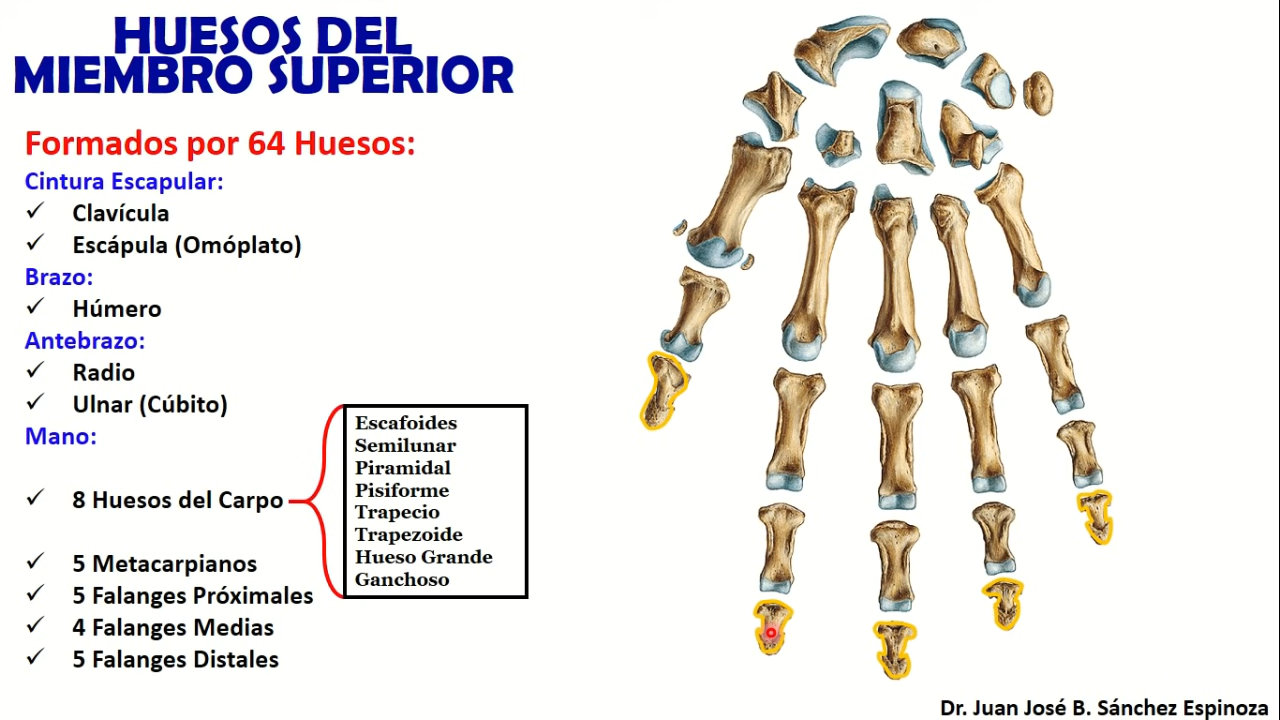 HUESOS DEL
MIEMBRO SUPERIOR
Formados por 64 Huesos:
Cintura Escapular:
✓ Clavícula
✓ Escápula (Omóplato)
Brazo:
✓ Húmero
Antebrazo:
✓ Radio
✓ Ulnar (Cúbito)
Mano:
✓ 8 Huesos del Carpo
Escafoides
Semilunar
Piramidal
Pisiforme
Trapecio
Trapezoide
Hueso Grande
Ganchoso
✓ 5 Metacarpianos
✓ 5 Falanges Próximales
✓ 4 Falanges Medias
✓ 5 Falanges Distales
Dr. Juan José B. Sánchez Espinoza